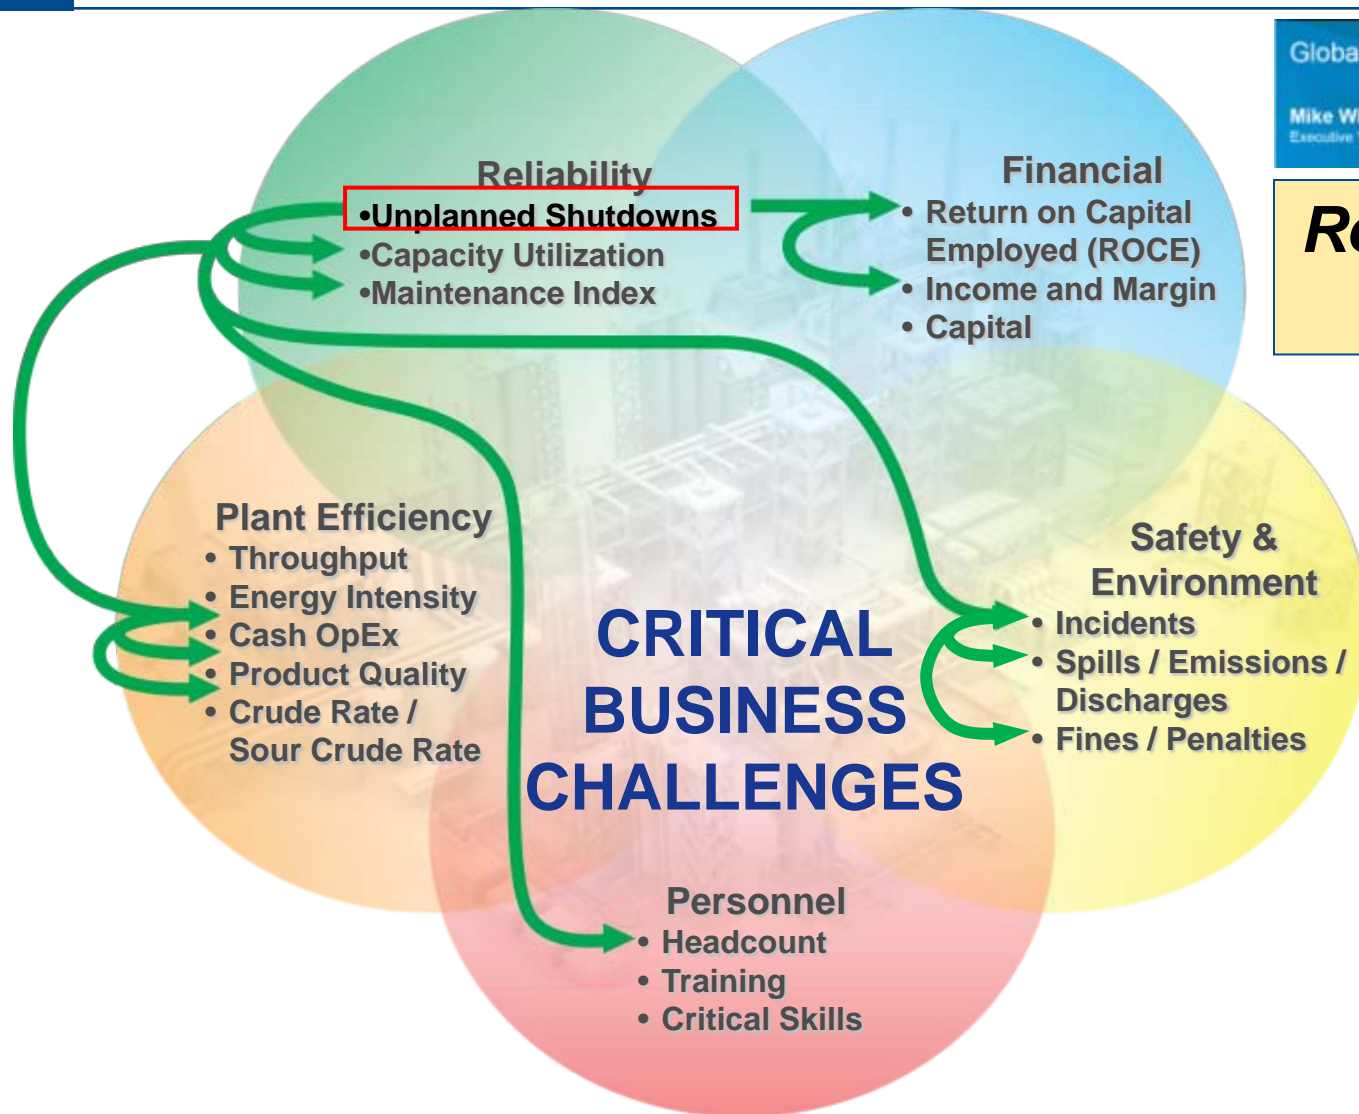 Reliability
•Unplanned Shutdowns
•Capacity Utilization
•Maintenance Index
Financial
• Return on Capital
Employed (ROCE)
• Income and Margin
• Capital
Plant Efficiency
• Throughput
• Energy Intensity
• Cash OpEx
• Product Quality
• Crude Rate /
Sour Crude Rate
CRITICAL
BUSINESS
CHALLENGES
Safety &
Environment
• Incidents
• Spills / Emissions /
Discharges
• Fines / Penalties
Personnel
• Headcount
• Training
• Critical Skills
Mike
Executive